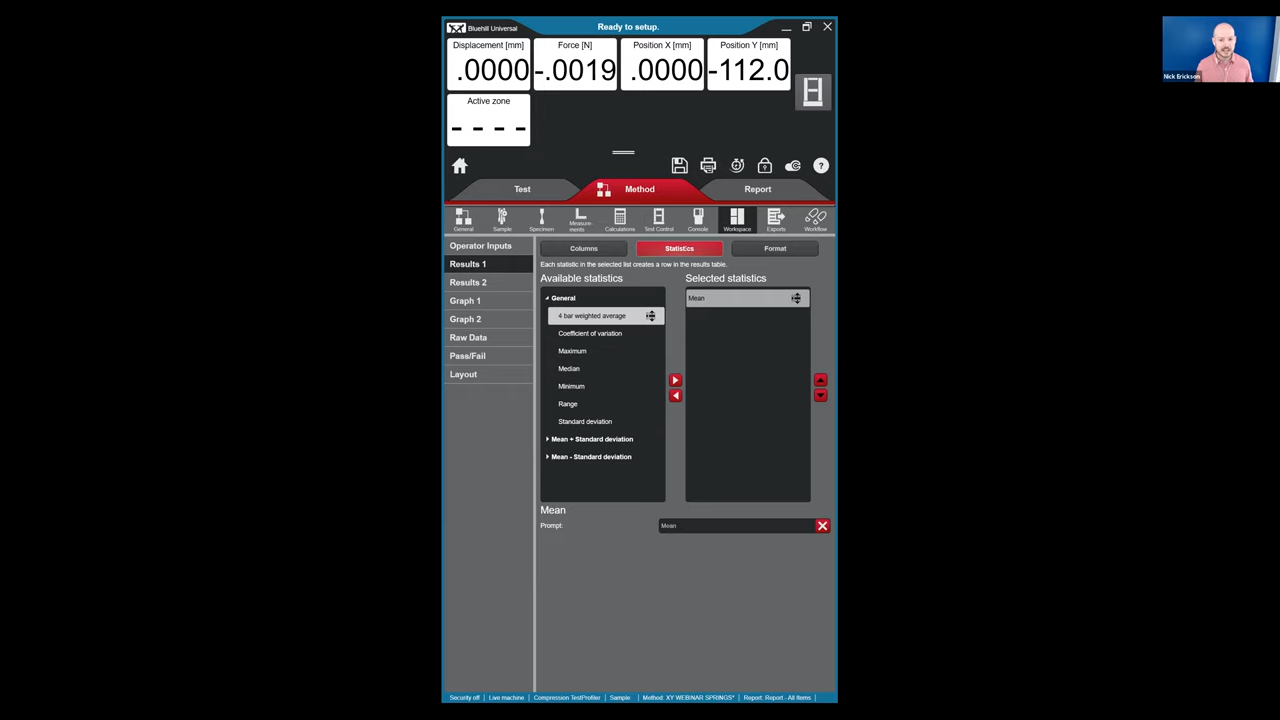 Bluehill Universal
Ready to setup.
Displacement [mm]
Force [N]
Position X [mm]
Position Y [mm]
.0000
-.0019
.0000
-112.0
Active zone
- - - -
Test
Method
Report
General
Sample
Specimen
Measure-
ments
Calculations
Test Control
Console
Workspace
Exports
Workflow
Operator Inputs
Results 1
Results 2
Graph 1
Graph 2
Raw Data
Pass/Fail
Layout
Columns
Statistics
Format
Each statistic in the selected list creates a row in the results table.
Available statistics
Selected statistics
General
4 bar weighted average
Coefficient of variation
Maximum
Median
Minimum
Range
Standard deviation
Mean + Standard deviation
Mean - Standard deviation
Mean
Mean
Prompt:
Mean
Security off
Live machine
Compression TestProfiler
Sample
Method: XY WEBINAR SPRINGS*
Report: Report - All Items
Nick Erickson